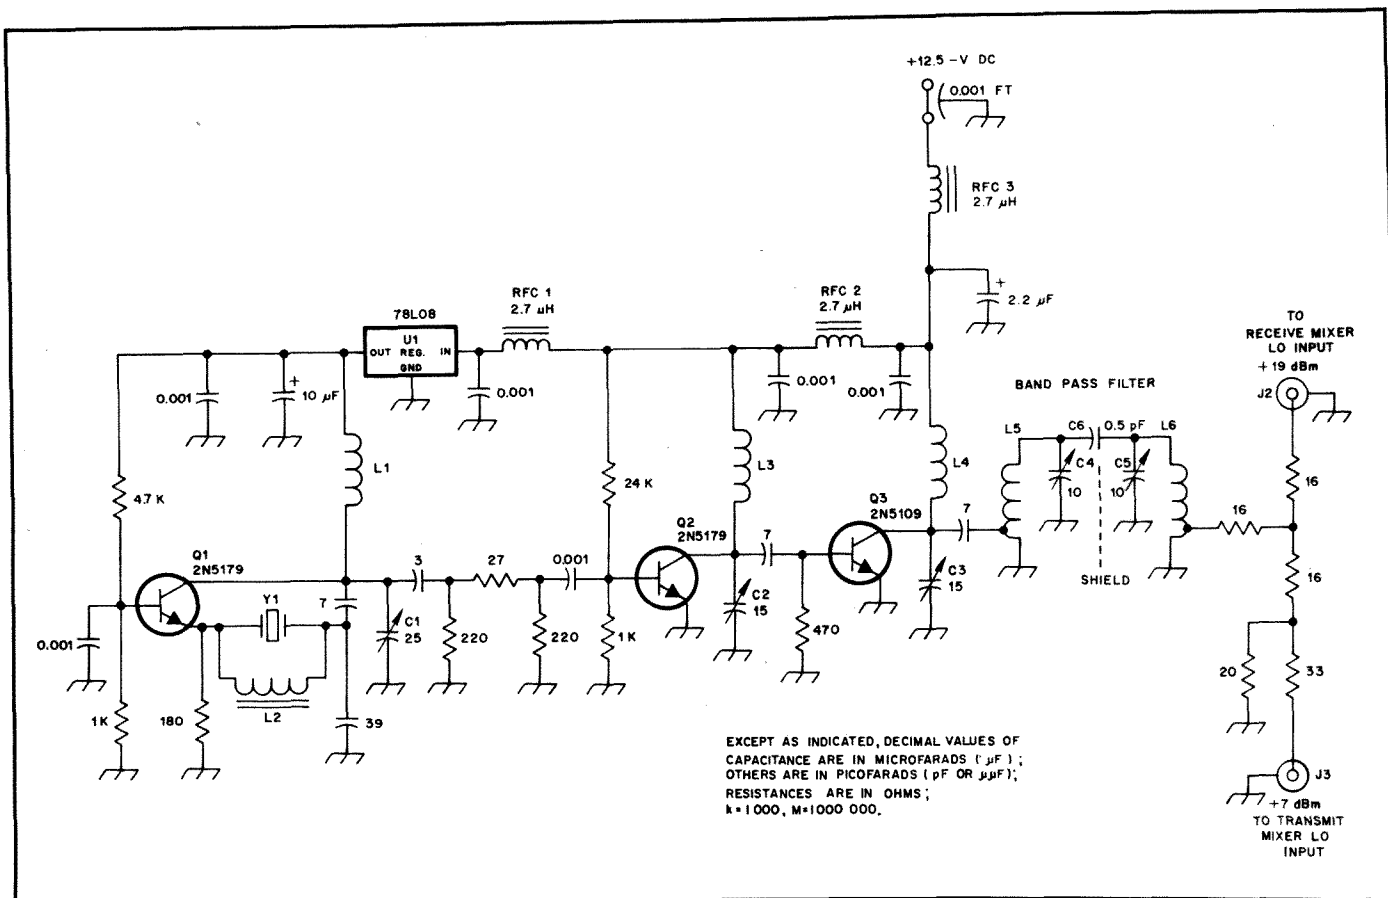 +12.5 -V DC
0.001 FT
RFC 3
2.7 µH
+
2.2 µF
RFC 1
2.7 µH
RFC 2
2.7 µH
78L08
U1
OUT REG. IN
GND
0.001
+
10 µF
0.001
0.001
0.001
TO
RECEIVE MIXER
LO INPUT
+19 dBm
J2
BAND PASS FILTER
L5
C6
0.5 pF
L6
C4
10
C5
10
SHIELD
L1
L3
L4
4.7 K
24 K
16
16
16
Q1
2N5179
Q2
2N5179
Q3
2N5109
7
7
3
27
0.001
Y1
7
C1
25
C2
15
C3
15
220
220
1K
470
0.001
1K
180
L2
39
20
33
J3
+7 dBm
TO TRANSMIT
MIXER LO
INPUT
EXCEPT AS INDICATED, DECIMAL VALUES OF
CAPACITANCE ARE IN MICROFARADS ( µF ) ;
OTHERS ARE IN PICOFARADS ( pF OR µµF);
RESISTANCES ARE IN OHMS ;
k=1000, M=1000 000.